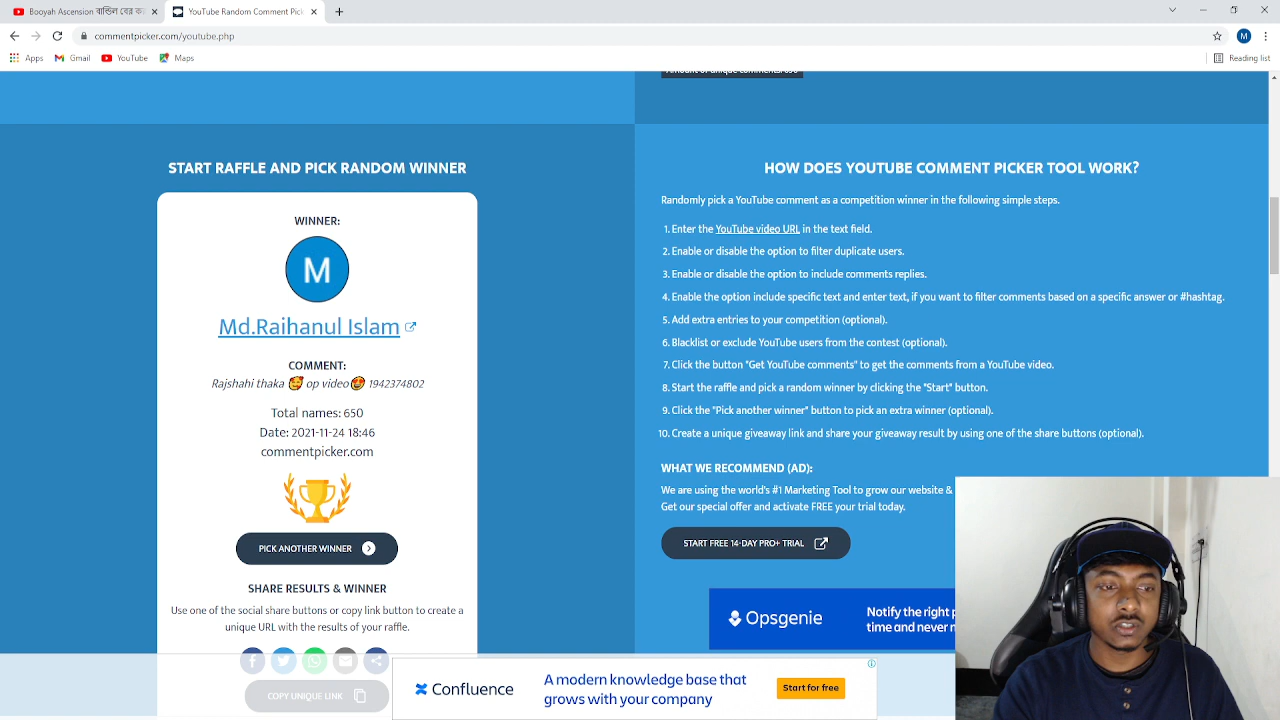 Booyah Ascension বান্ডিল বের কর
YouTube Random Comment Pick
commentpicker.com/youtube.php
M
Apps
Gmail
YouTube
Maps
Reading list
Amount of unique comments: 650
START RAFFLE AND PICK RANDOM WINNER
WINNER:
M
Md.Raihanul Islam
COMMENT:
Rajshahi thaka 🥰 op video😍 1942374802
Total names: 650
Date: 2021-11-24 18:46
commentpicker.com
PICK ANOTHER WINNER
SHARE RESULTS & WINNER
Use one of the social share buttons or copy link button to create a
unique URL with the results of your raffle.
COPY UNIQUE LINK
HOW DOES YOUTUBE COMMENT PICKER TOOL WORK?
Randomly pick a YouTube comment as a competition winner in the following simple steps.
1. Enter the YouTube video URL in the text field.
2. Enable or disable the option to filter duplicate users.
3. Enable or disable the option to include comments replies.
4. Enable the option include specific text and enter text, if you want to filter comments based on a specific answer or #hashtag.
5. Add extra entries to your competition (optional).
6. Blacklist or exclude YouTube users from the contest (optional).
7. Click the button "Get YouTube comments" to get the comments from a YouTube video.
8. Start the raffle and pick a random winner by clicking the "Start" button.
9. Click the "Pick another winner" button to pick an extra winner (optional).
10. Create a unique giveaway link and share your giveaway result by using one of the share buttons (optional).
WHAT WE RECOMMEND (AD):
We are using the world's #1 Marketing Tool to grow our website &
Get our special offer and activate FREE your trial today.
START FREE 14-DAY PRO+ TRIAL
Opsgenie
Notify the right
time and never
Confluence
A modern knowledge base that
grows with your company
Start for free